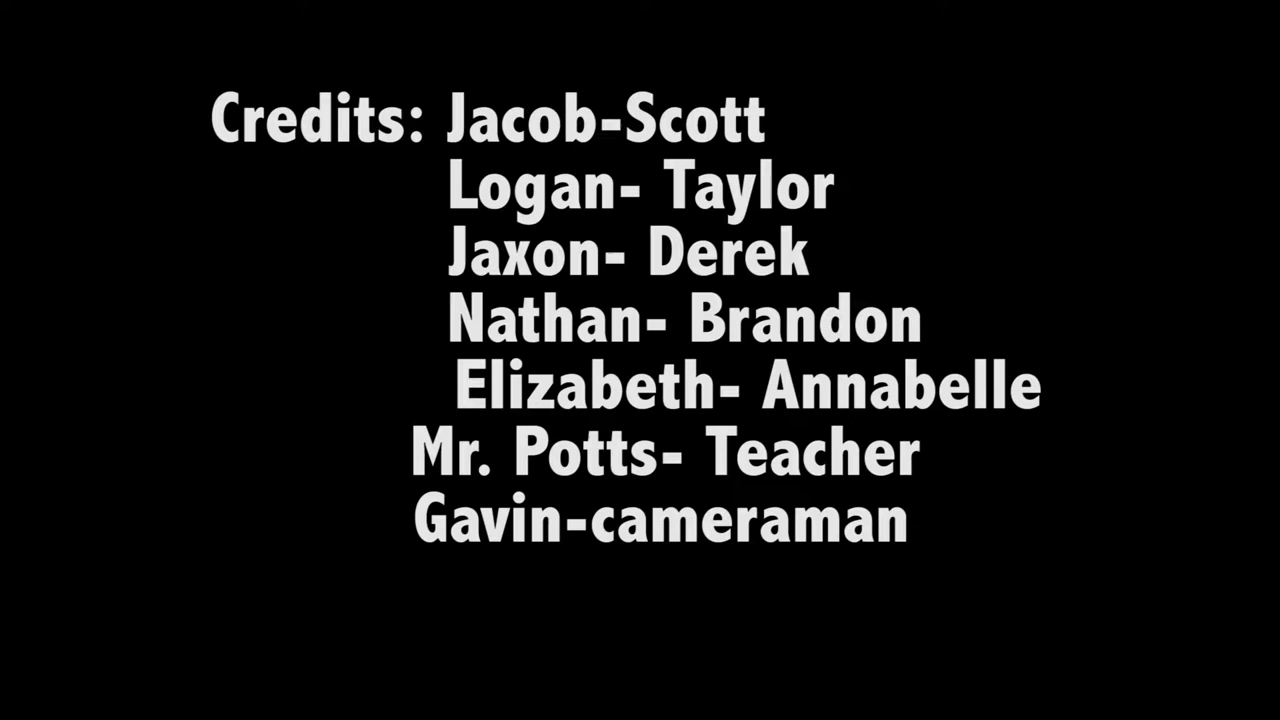 Credits: Jacob-Scott
Logan- Taylor
Jaxon- Derek
Nathan- Brandon
Elizabeth- Annabelle
Mr. Potts- Teacher
Gavin-cameraman